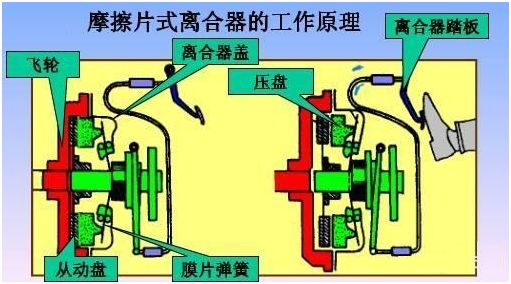 摩擦片式离合器的工作原理
离合器踏板
离合器盖
飞轮
压盘
从动盘
膜片弹簧